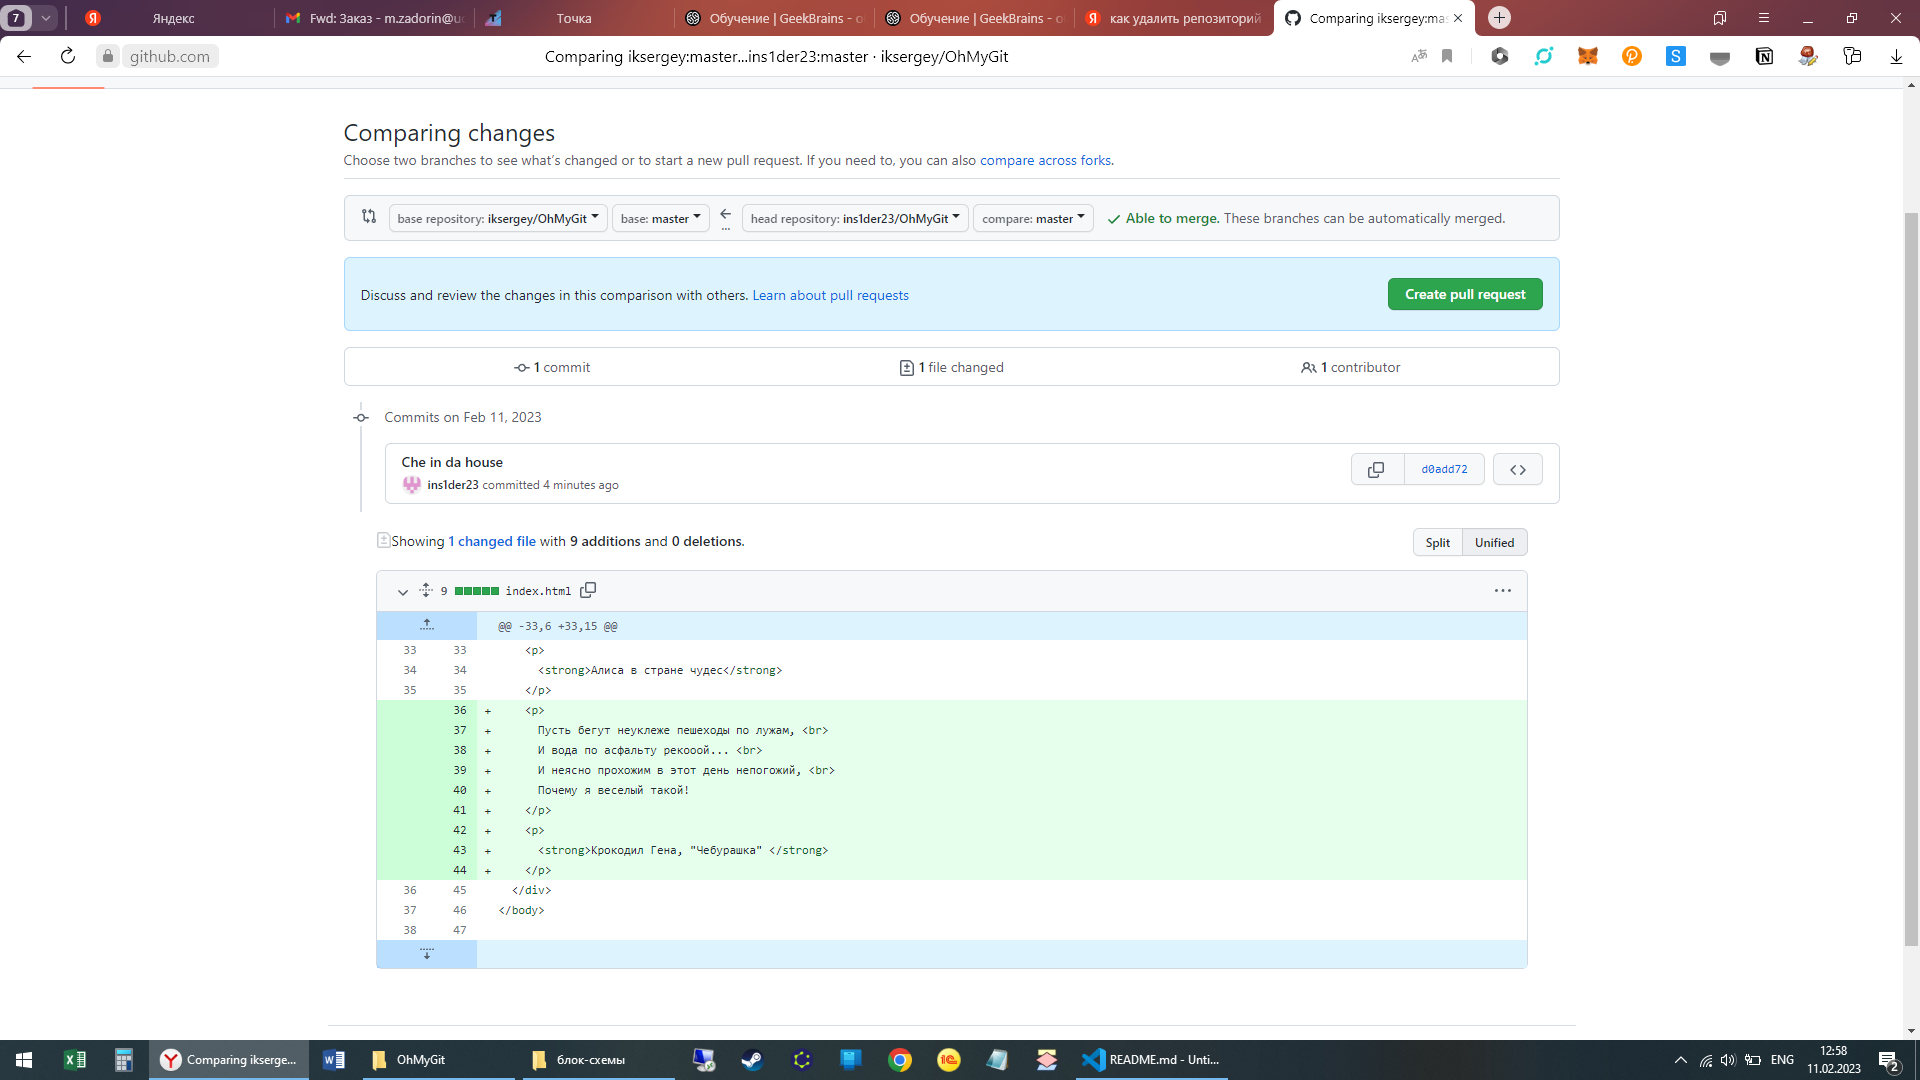 7
Яндекс
Fwd: Заказ - m.zadorin@u
Точка
Обучение | GeekBrains - о
Обучение | GeekBrains - о
как удалить репозиторий
Comparing iksergey:mas
github.com
Comparing iksergey:master...ins1der23:master · iksergey/OhMyGit
Comparing changes
Choose two branches to see what's changed or to start a new pull request. If you need to, you can also compare across forks.
base repository: iksergey/OhMyGit
base: master
...
head repository: ins1der23/OhMyGit
compare: master
Able to merge. These branches can be automatically merged.
Discuss and review the changes in this comparison with others. Learn about pull requests
Create pull request
1 commit
1 file changed
1 contributor
Commits on Feb 11, 2023
Che in da house
d0add72
ins1der23 committed 4 minutes ago
Showing 1 changed file with 9 additions and 0 deletions.
Split
Unified
9 index.html
@@ -33,6 +33,15 @@
33 33 <p>
34 34 <strong>Алиса в стране чудес</strong>
35 35 </p>
36 + <p>
37 + Пусть бегут неуклеже пешеходы по лужам, <br>
38 + И вода по асфальту рекооой... <br>
39 + И неясно прохожим в этот день непогожий, <br>
40 + Почему я веселый такой!
41 + </p>
42 + <p>
43 + <strong>Крокодил Гена, "Чебурашка" </strong>
44 + </p>
36 45 </div>
37 46 </body>
38 47
Comparing ikserge...
OhMyGit
блок-схемы
README.md - Unti...
ENG
12:58
11.02.2023
2